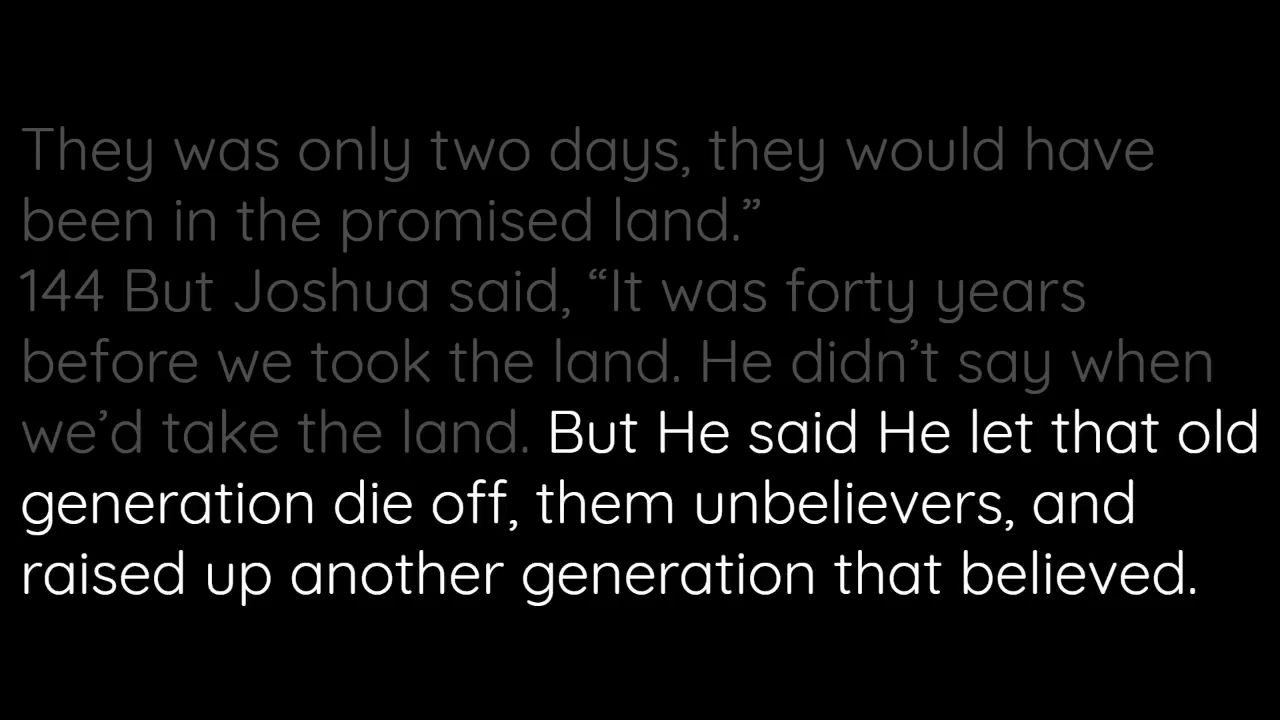 They was only two days, they would have
been in the promised land.”
144 But Joshua said, “It was forty years
before we took the land. He didn’t say when
we’d take the land. But He said He let that old
generation die off, them unbelievers, and
raised up another generation that believed.